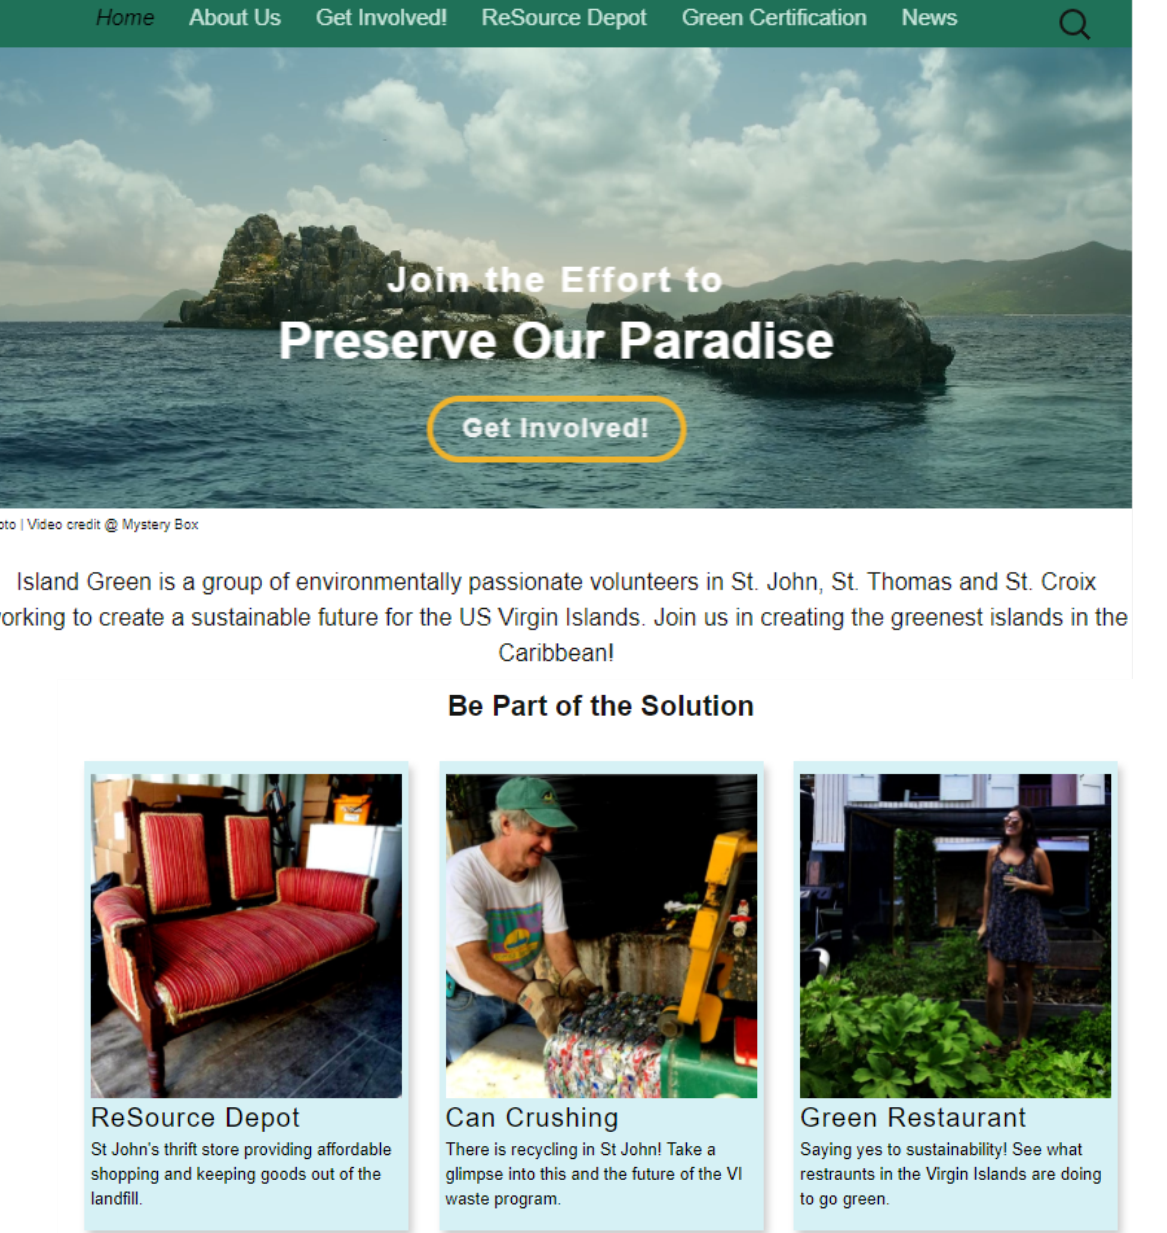 Home About Us Get Involved! ReSource Depot Green Certification News
Join the Effort to
Preserve Our Paradise
Get Involved!
oto | Video credit @ Mystery Box
Island Green is a group of environmentally passionate volunteers in St. John, St. Thomas and St. Croix
orking to create a sustainable future for the US Virgin Islands. Join us in creating the greenest islands in the
Caribbean!
Be Part of the Solution
ReSource Depot
St John's thrift store providing affordable
shopping and keeping goods out of the
landfill.
Can Crushing
There is recycling in St John! Take a
glimpse into this and the future of the VI
waste program.
Green Restaurant
Saying yes to sustainability! See what
restraunts in the Virgin Islands are doing
to go green.